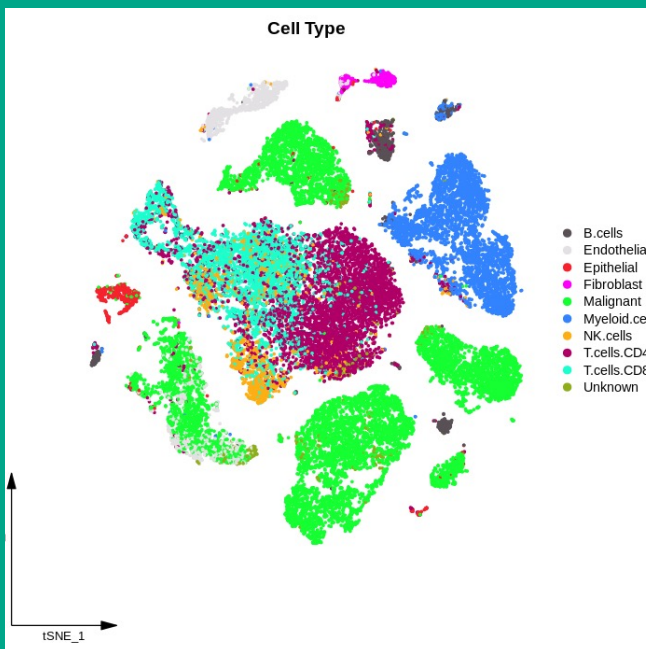 Cell Type
B.cells
Endothelia
Epithelial
Fibroblast
Malignant
Myeloid.ce
NK.cells
T.cells.CD4
T.cells.CD8
Unknown
tSNE_1